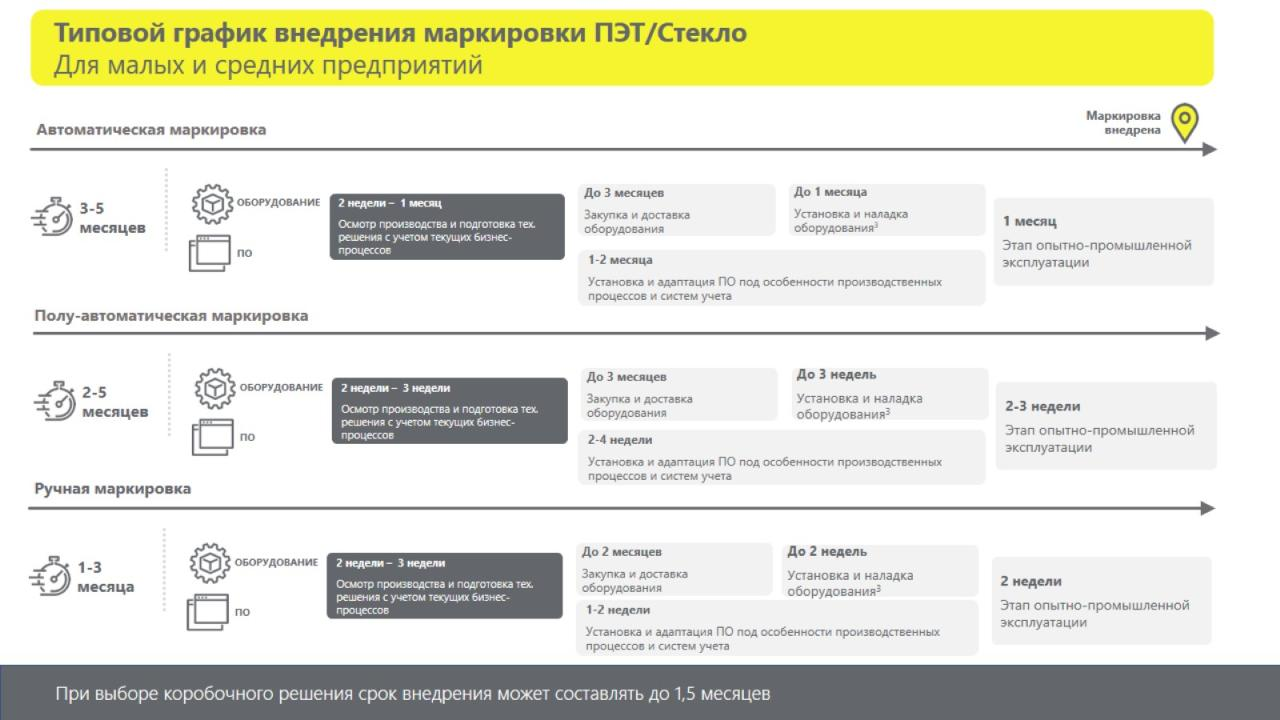 Типовой график внедрения маркировки ПЭТ/Стекло
Для малых и средних предприятий
Автоматическая маркировка
Маркировка
внедрена
3-5
месяцев
ОБОРУДОВАНИЕ
ПО
2 недели – 1 месяц
Осмотр производства и подготовка тех.
решения с учетом текущих бизнес-
процессов
До 3 месяцев
Закупка и доставка
оборудования
До 1 месяца
Установка и наладка
оборудования³
1-2 месяца
Установка и адаптация ПО под особенности производственных
процессов и систем учета
1 месяц
Этап опытно-промышленной
эксплуатации
Полу-автоматическая маркировка
2-5
месяцев
ОБОРУДОВАНИЕ
ПО
2 недели – 3 недели
Осмотр производства и подготовка тех.
решения с учетом текущих бизнес-
процессов
До 3 месяцев
Закупка и доставка
оборудования
До 3 недель
Установка и наладка
оборудования³
2-4 недели
Установка и адаптация ПО под особенности производственных
процессов и систем учета
2-3 недели
Этап опытно-промышленной
эксплуатации
Ручная маркировка
1-3
месяца
ОБОРУДОВАНИЕ
ПО
2 недели – 3 недели
Осмотр производства и подготовка тех.
решения с учетом текущих бизнес-
процессов
До 2 месяцев
Закупка и доставка
оборудования
До 2 недель
Установка и наладка
оборудования³
1-2 недели
Установка и адаптация ПО под особенности производственных
процессов и систем учета
2 недели
Этап опытно-промышленной
эксплуатации
При выборе коробочного решения срок внедрения может составлять до 1,5 месяцев